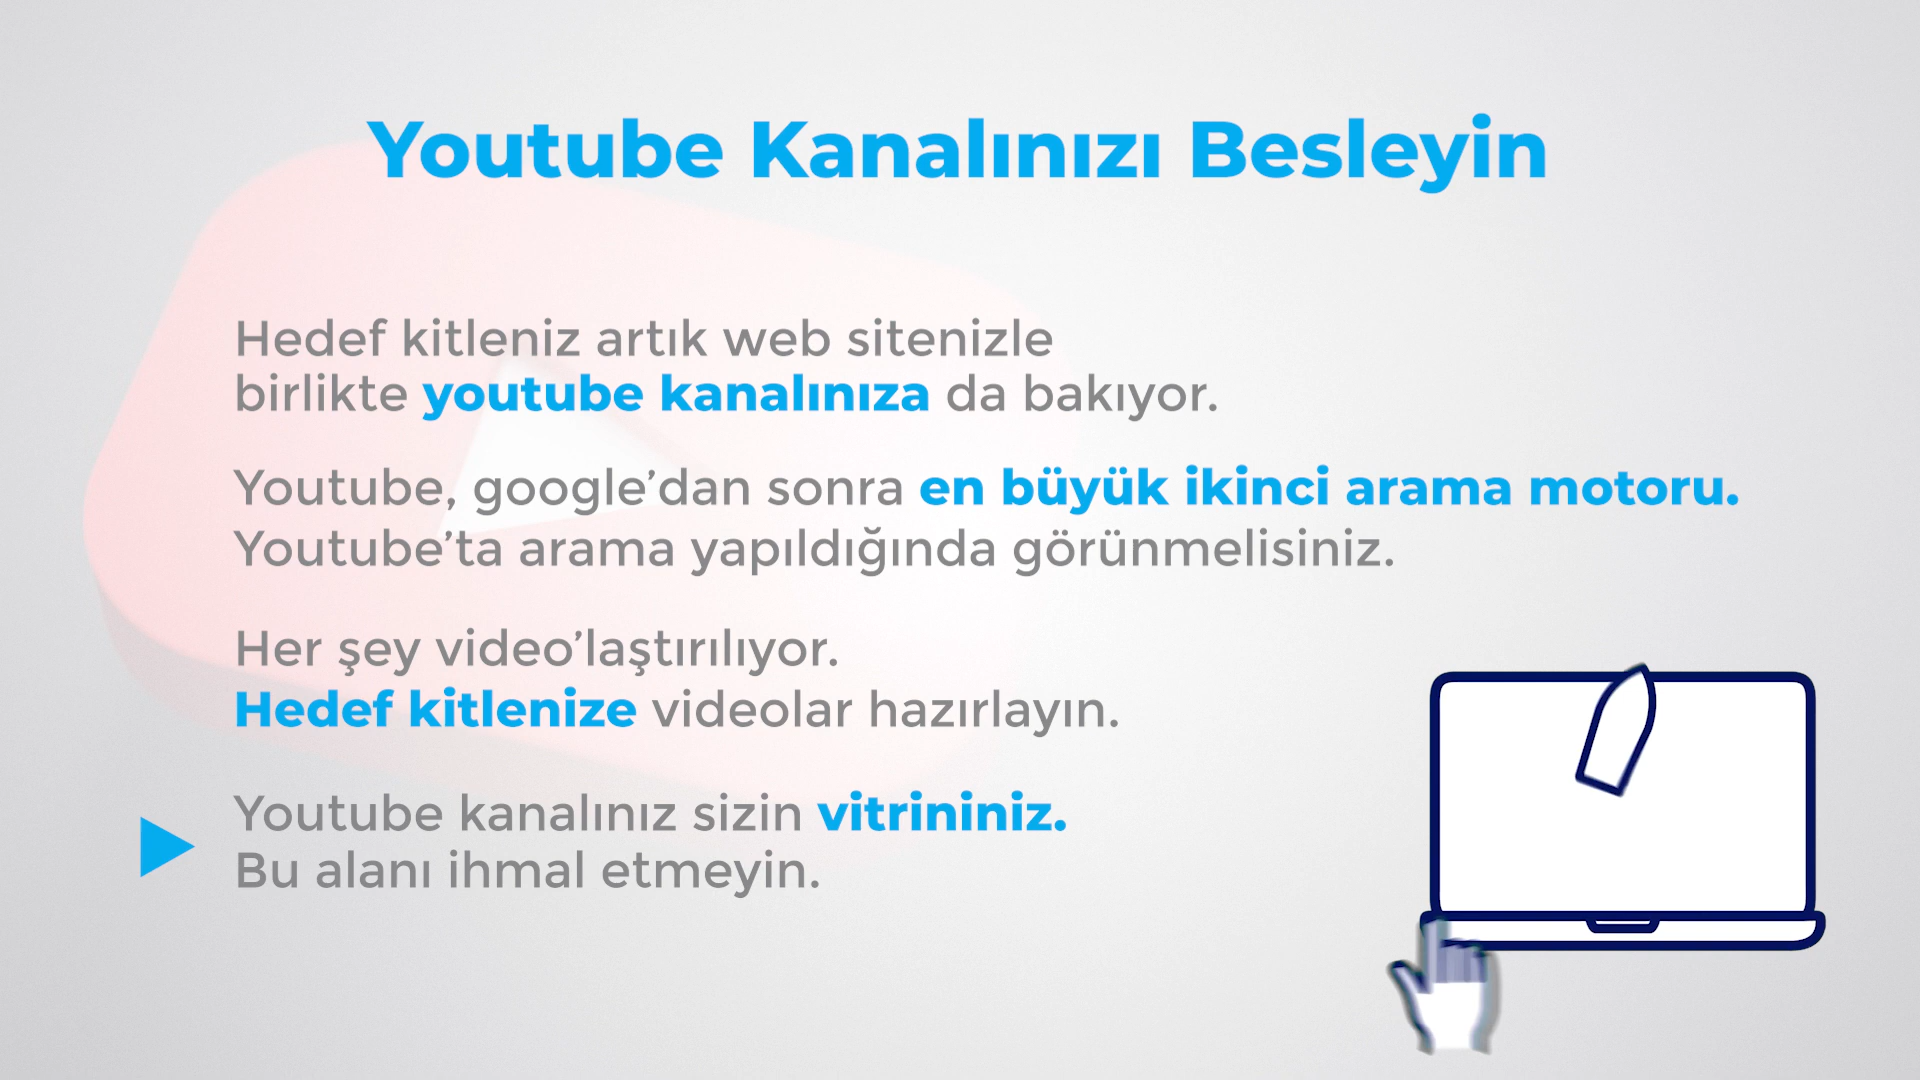 Youtube Kanalınızı Besleyin
Hedef kitleniz artık web sitenizle
birlikte youtube kanalınıza da bakıyor.
Youtube, google’dan sonra en büyük ikinci arama motoru.
Youtube’ta arama yapıldığında görünmelisiniz.
Her şey video’laştırılıyor.
Hedef kitlenize videolar hazırlayın.
Youtube kanalınız sizin vitrininiz.
Bu alanı ihmal etmeyin.